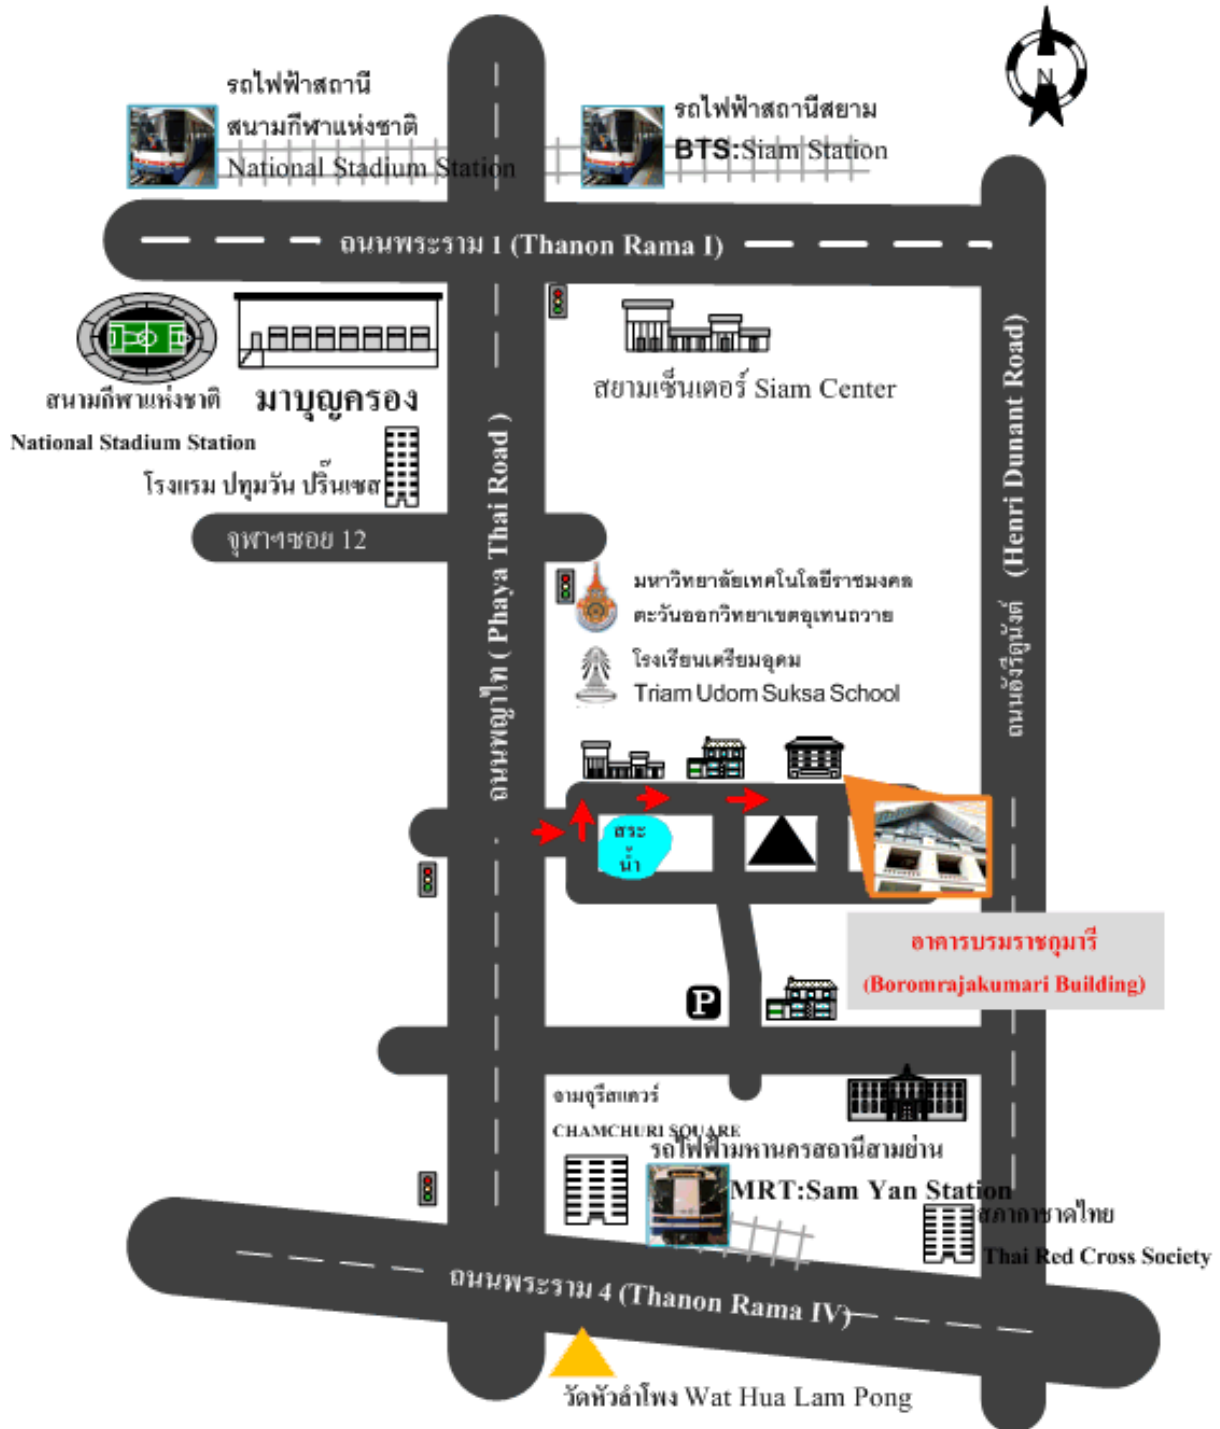 N
รถไฟฟ้าสถานี
สนามกีฬาแห่งชาติ
National Stadium Station
รถไฟฟ้าสถานีสยาม
BTS:Siam Station
ถนนพระราม 1 (Thanon Rama I)
สนามกีฬาแห่งชาติ
National Stadium Station
มาบุญครอง
โรงแรม ปทุมวัน ปริ๊นเซส
สยามเซ็นเตอร์ Siam Center
จุฬาฯซอย 12
ถนนพญาไท ( Phaya Thai Road )
ถนนอังรีดูนังต์ (Henri Dunant Road)
มหาวิทยาลัยเทคโนโลยีราชมงคล
ตะวันออกวิทยาเขตอุเทนถวาย
โรงเรียนเตรียมอุดม
Triam Udom Suksa School
สระ
น้ำ
อาคารบรมราชกุมารี
(Boromrajakumari Building)
P
จามจุรีสแควร์
CHAMCHURI SQUARE
รถไฟฟ้ามหานครสถานีสามย่าน
MRT:Sam Yan Station
สภากาชาดไทย
Thai Red Cross Society
ถนนพระราม 4 (Thanon Rama IV)
วัดหัวลำโพง Wat Hua Lam Pong